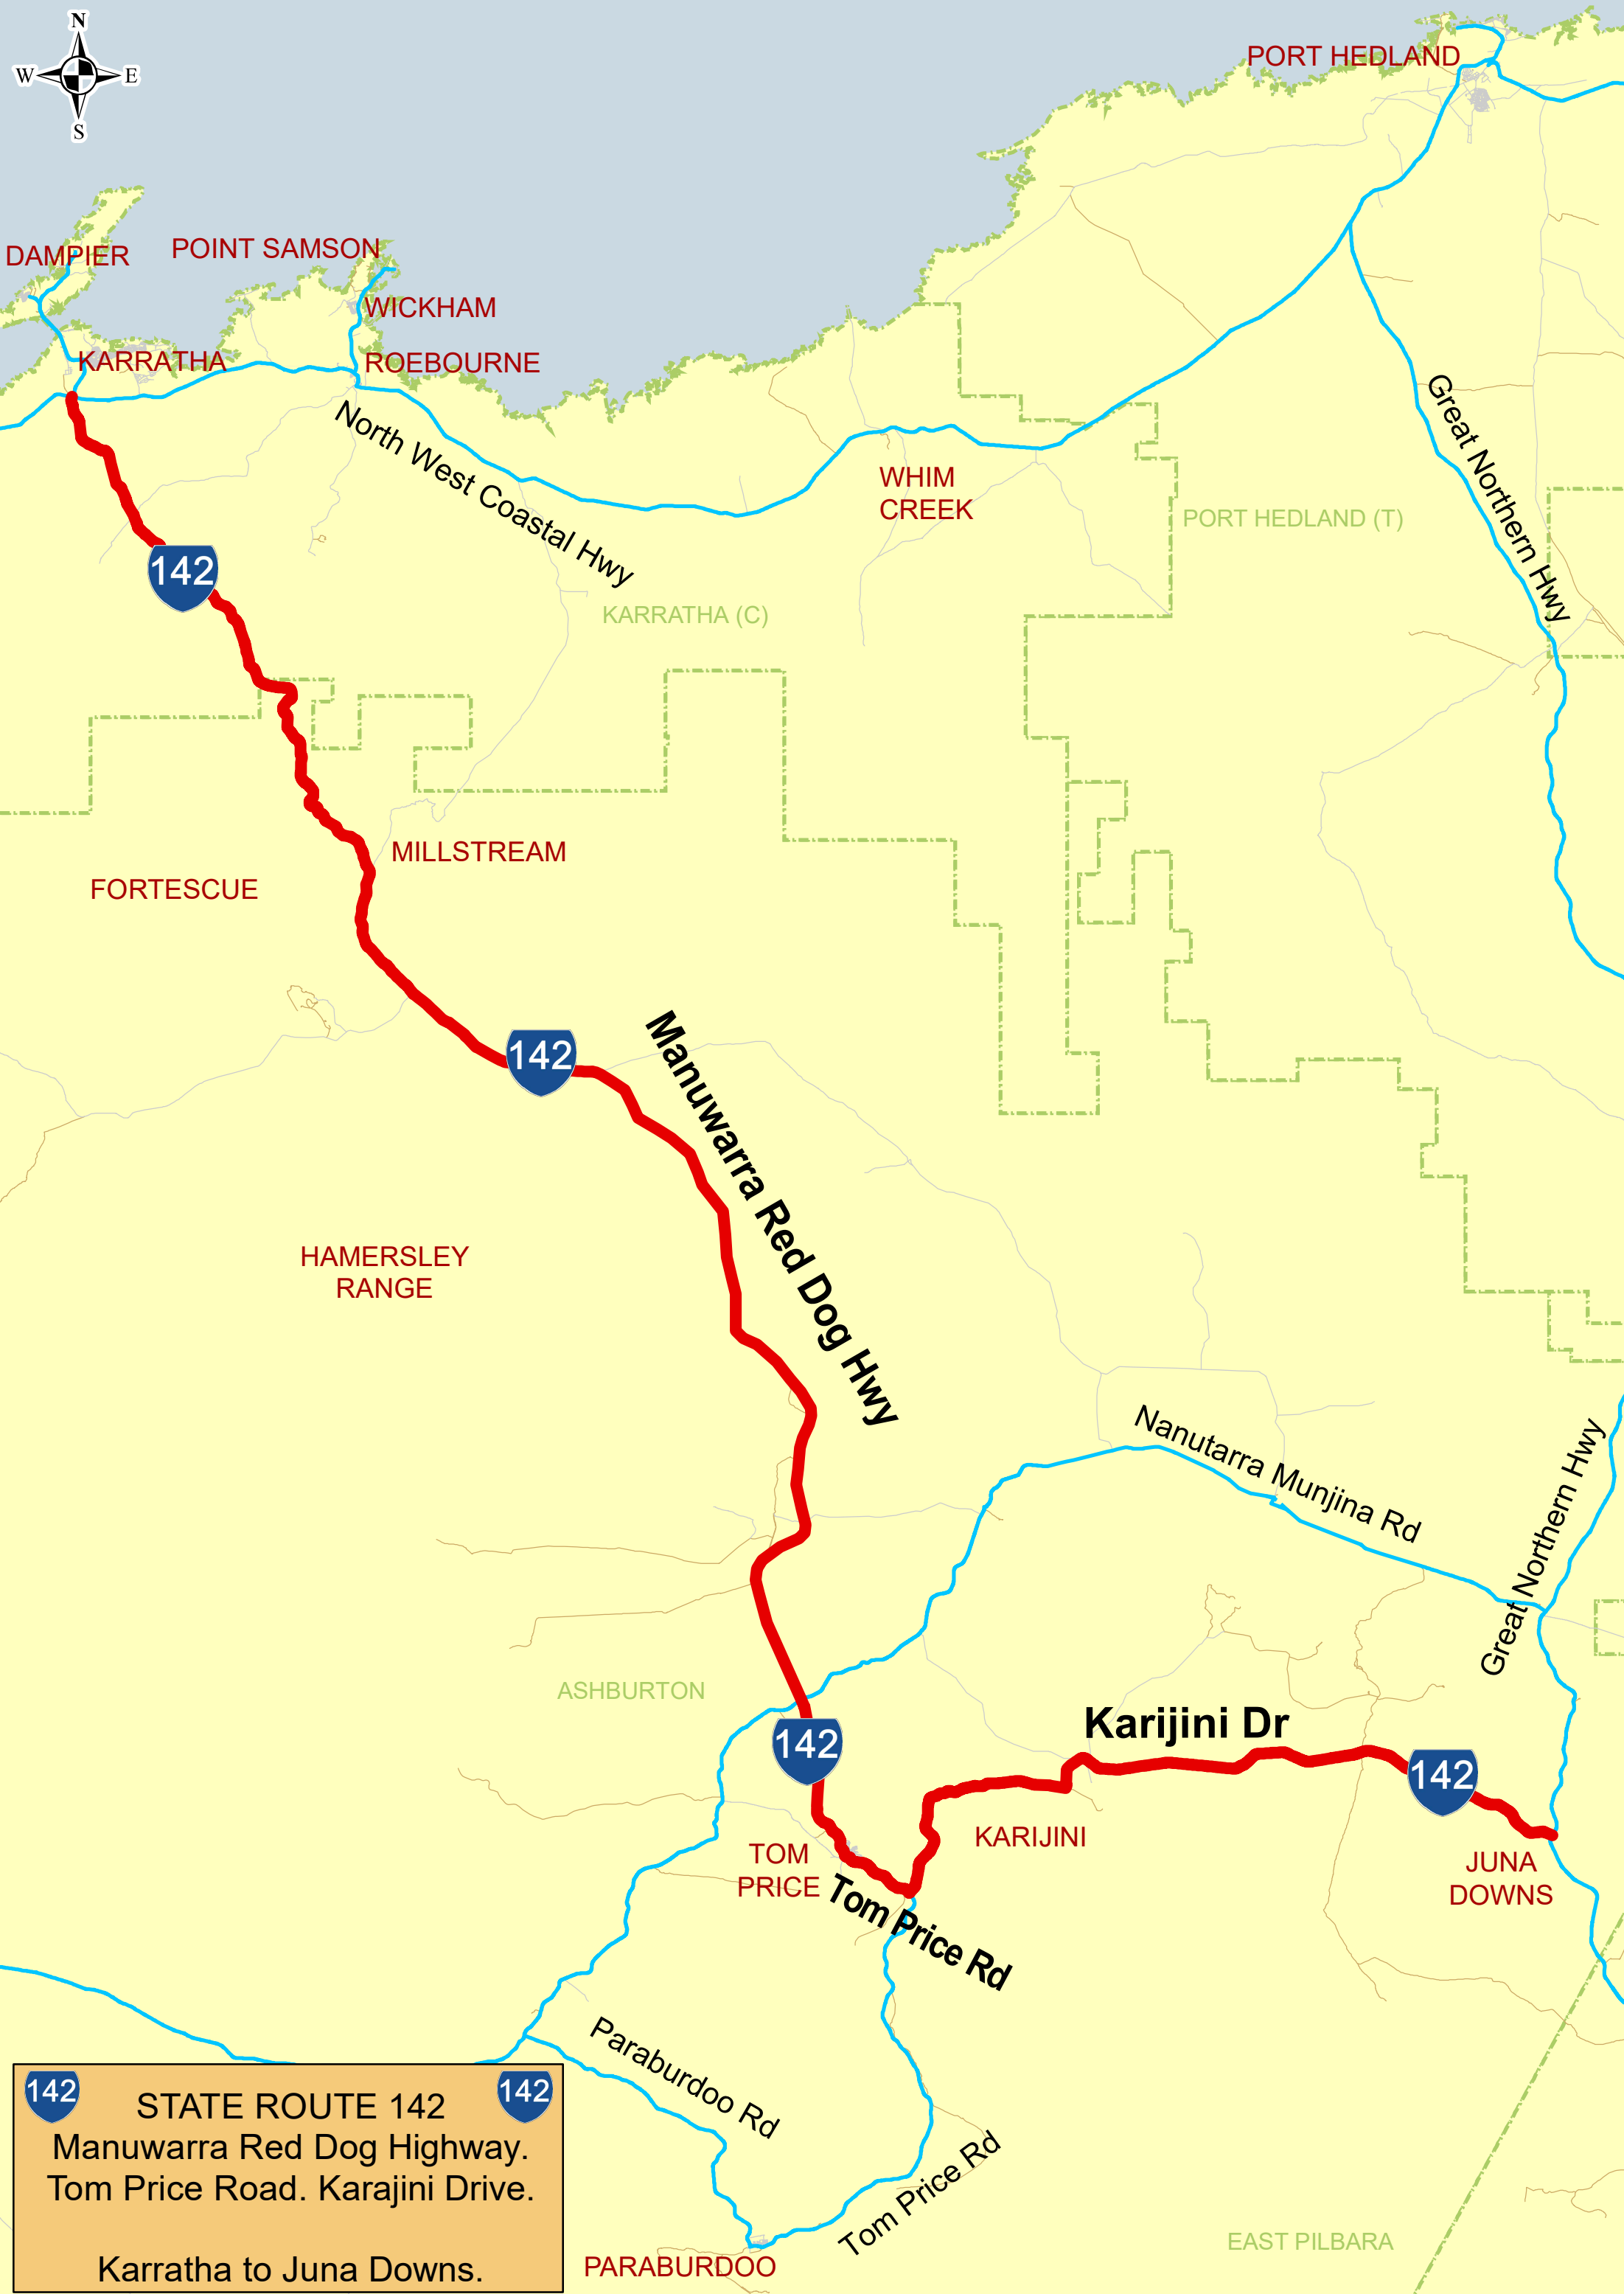 N
W E
S
PORT HEDLAND
DAMPIER
POINT SAMSON
WICKHAM
KARRATHA
ROEBOURNE
North West Coastal Hwy
WHIM
CREEK
Great Northern Hwy
PORT HEDLAND (T)
142
KARRATHA (C)
MILLSTREAM
FORTESCUE
142
Manuwarra Red Dog Hwy
HAMERSLEY
RANGE
Nanutarra Munjina Rd
Great Northern Hwy
ASHBURTON
142
Karijini Dr
142
KARIJINI
TOM
PRICE
JUNA
DOWNS
Tom Price Rd
Paraburdoo Rd
Tom Price Rd
PARABURDOO
EAST PILBARA
142
142
STATE ROUTE 142
Manuwarra Red Dog Highway.
Tom Price Road. Karajini Drive.
Karratha to Juna Downs.